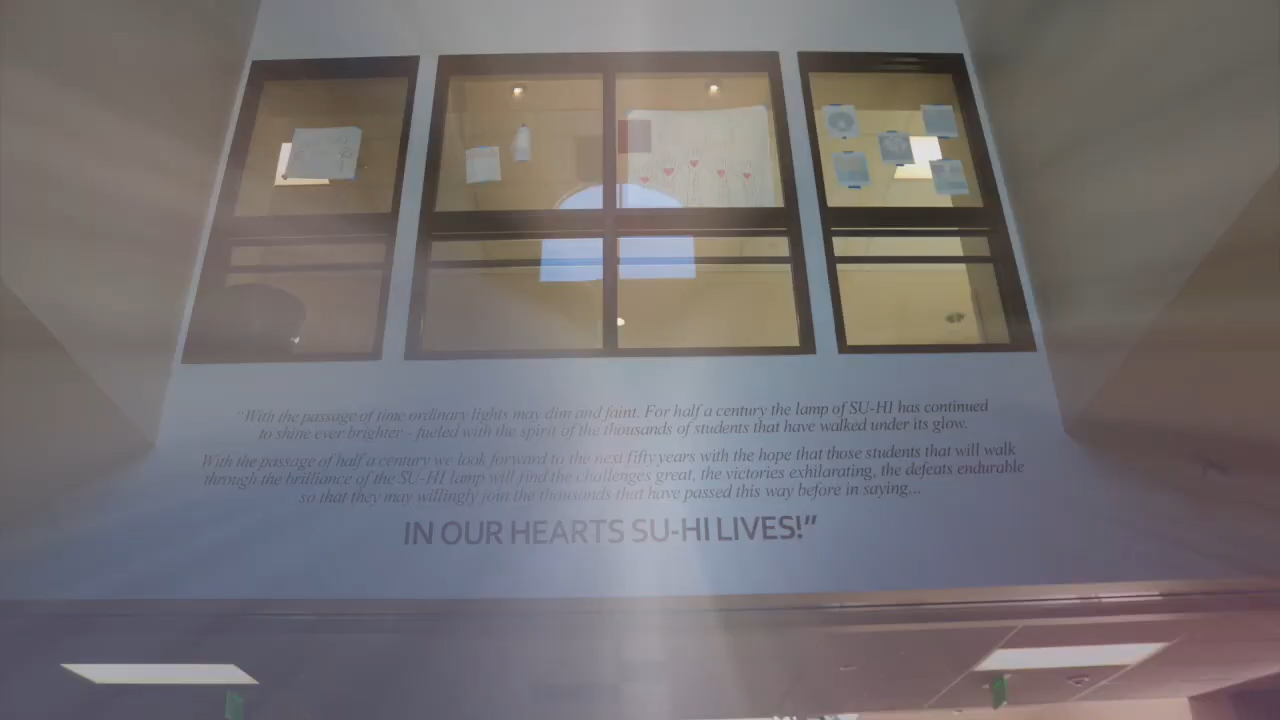 “With the passage of time ordinary lights may dim and faint. For half a century the lamp of SU-HI has continued
to shine ever brighter - fueled with the spirit of the thousands of students that have walked under its glow.
With the passage of half a century we look forward to the next fifty years with the hope that those students that will walk
through the brilliance of the SU-HI lamp will find the challenges great, the victories exhilarating, the defeats endurable
so that they may willingly join the thousands that have passed this way before in saying...
IN OUR HEARTS SU-HI LIVES!”